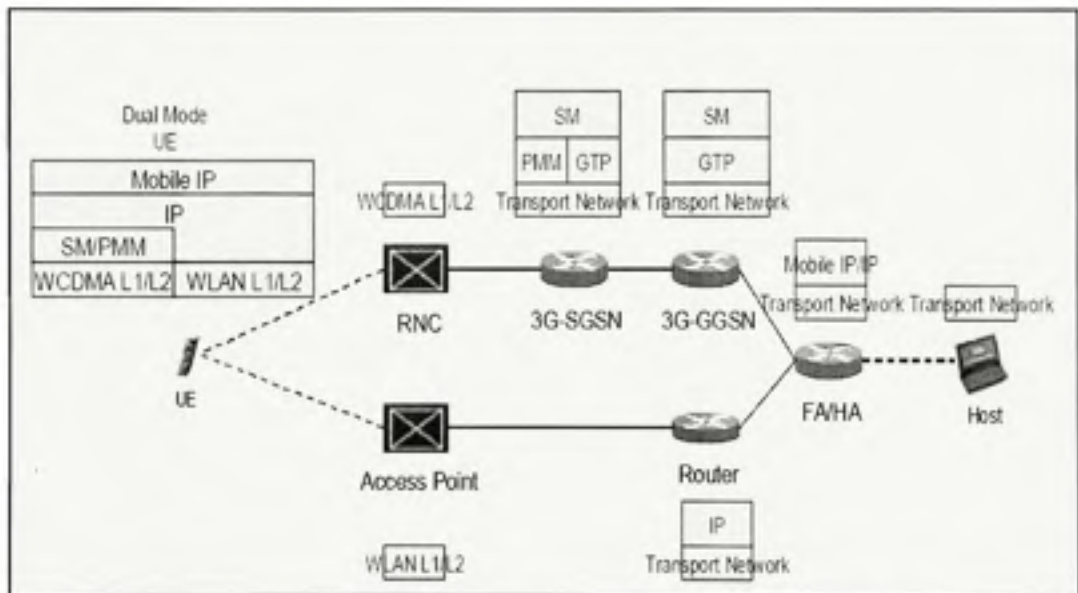 Dual Mode
UE
Mobile IP
IP
SM/PMM
WCDMA L1/L2 WLAN L1/L2
UE
WCDMA L1/L2
RNC
SM
PMM GTP
Transport Network
3G-SGSN
SM
GTP
Transport Network
3G-GGSN
Mobile IP/IP
Transport Network
FA/HA
Transport Network
Host
Access Point
WLAN L1/L2
Router
IP
Transport Network